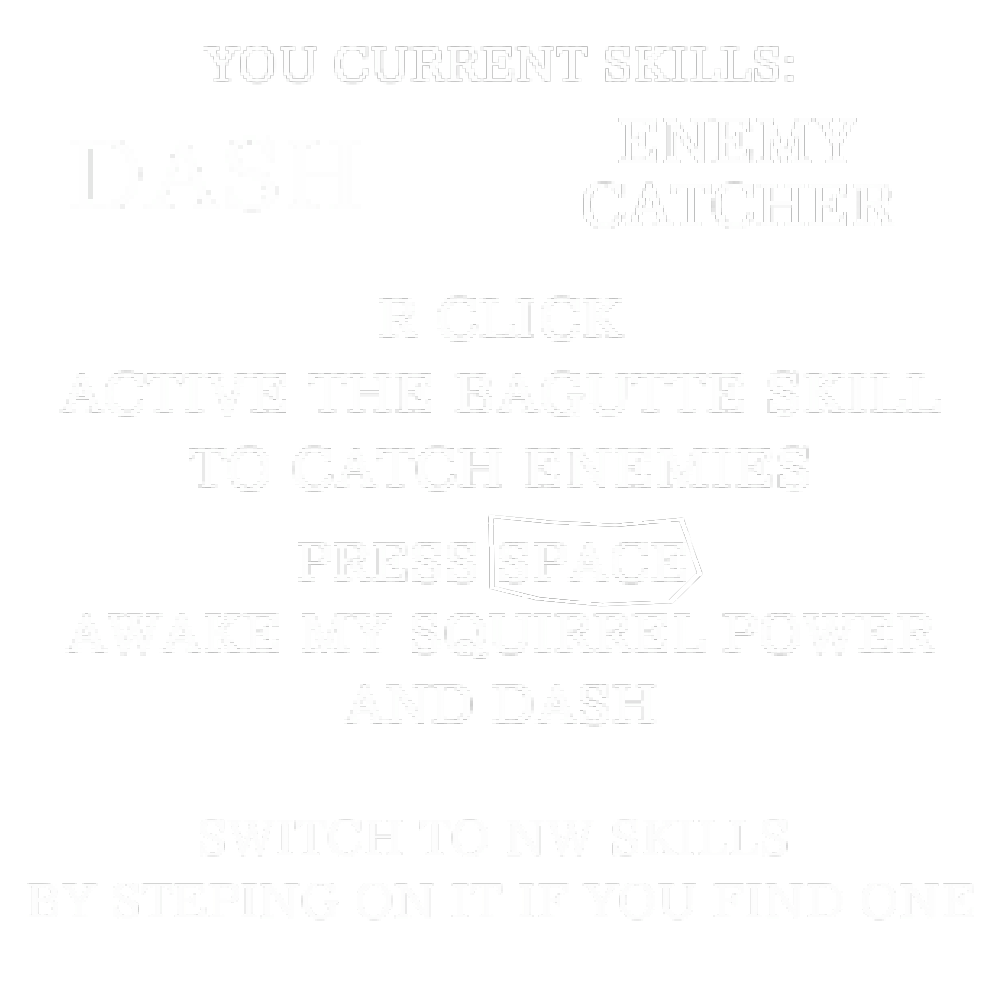 YOU CURRENT SKILLS:
DASH
ENEMY
CATCHER
R CLICK
ACTIVE THE BAGUTTE SKILL
TO CATCH ENEMIES
PRESS SPACE
AWAKE MY SQUIRREL POWER
AND DASH
SWITCH TO NW SKILLS
BY STEPING ON IT IF YOU FIND ONE